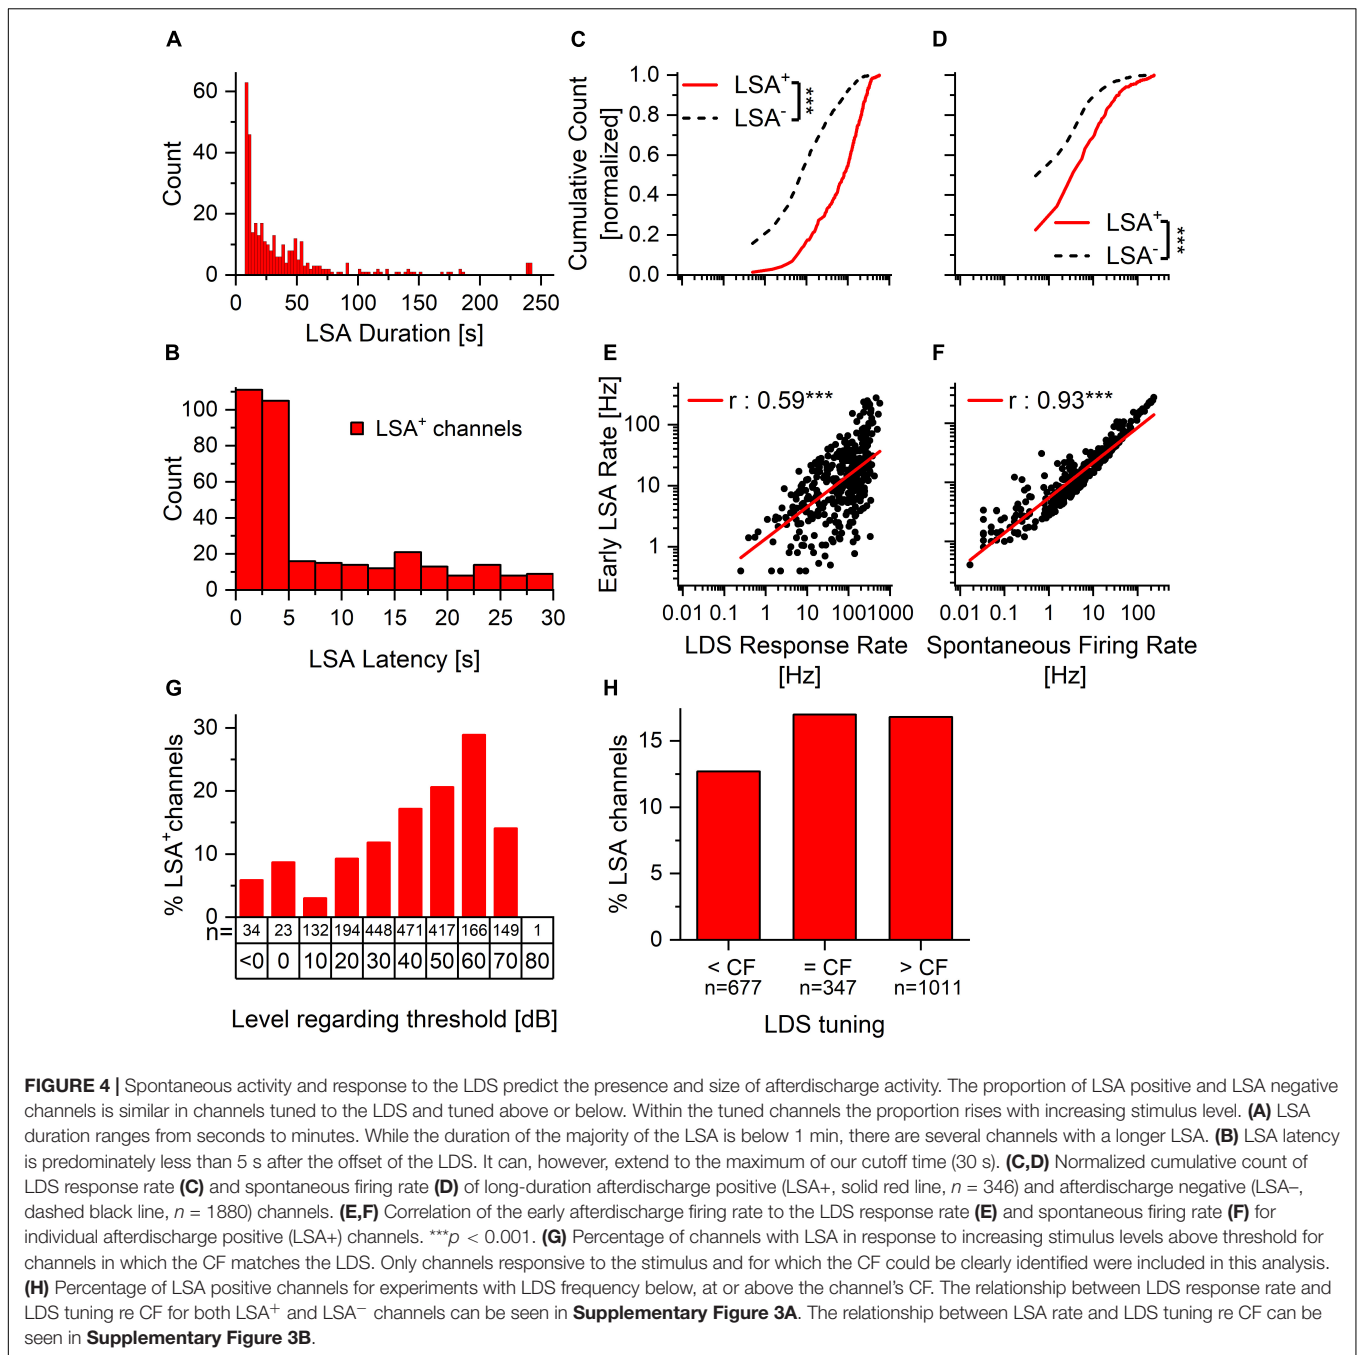 A
60
40
20
0
Count
0 50 100 150 200 250
LSA Duration [s]
C
1.0
0.8
0.6
0.4
0.2
0.0
Cumulative Count
[normalized]
LSA+
LSA-
***
D
LSA+
LSA-
***
B
100
80
60
40
20
0
Count
LSA+ channels
0 5 10 15 20 25 30
LSA Latency [s]
E
r : 0.59***
100
10
1
Early LSA Rate [Hz]
0.01 0.1 1 10 100 1000
LDS Response Rate
[Hz]
F
r : 0.93***
0.01 0.1 1 10 100
Spontaneous Firing Rate
[Hz]
G
30
20
10
0
% LSA+channels
n= 34 23 132 194 448 471 417 166 149 1
<0 0 10 20 30 40 50 60 70 80
Level regarding threshold [dB]
H
15
10
5
0
% LSA channels
< CF = CF > CF
n=677 n=347 n=1011
LDS tuning
FIGURE 4 | Spontaneous activity and response to the LDS predict the presence and size of afterdischarge activity. The proportion of LSA positive and LSA negative
channels is similar in channels tuned to the LDS and tuned above or below. Within the tuned channels the proportion rises with increasing stimulus level. (A) LSA
duration ranges from seconds to minutes. While the duration of the majority of the LSA is below 1 min, there are several channels with a longer LSA. (B) LSA latency
is predominately less than 5 s after the offset of the LDS. It can, however, extend to the maximum of our cutoff time (30 s). (C,D) Normalized cumulative count of
LDS response rate (C) and spontaneous firing rate (D) of long-duration afterdischarge positive (LSA+, solid red line, n = 346) and afterdischarge negative (LSA–,
dashed black line, n = 1880) channels. (E,F) Correlation of the early afterdischarge firing rate to the LDS response rate (E) and spontaneous firing rate (F) for
individual afterdischarge positive (LSA+) channels. ***p < 0.001. (G) Percentage of channels with LSA in response to increasing stimulus levels above threshold for
channels in which the CF matches the LDS. Only channels responsive to the stimulus and for which the CF could be clearly identified were included in this analysis.
(H) Percentage of LSA positive channels for experiments with LDS frequency below, at or above the channel's CF. The relationship between LDS response rate and
LDS tuning re CF for both LSA+ and LSA− channels can be seen in Supplementary Figure 3A. The relationship between LSA rate and LDS tuning re CF can be
seen in Supplementary Figure 3B.